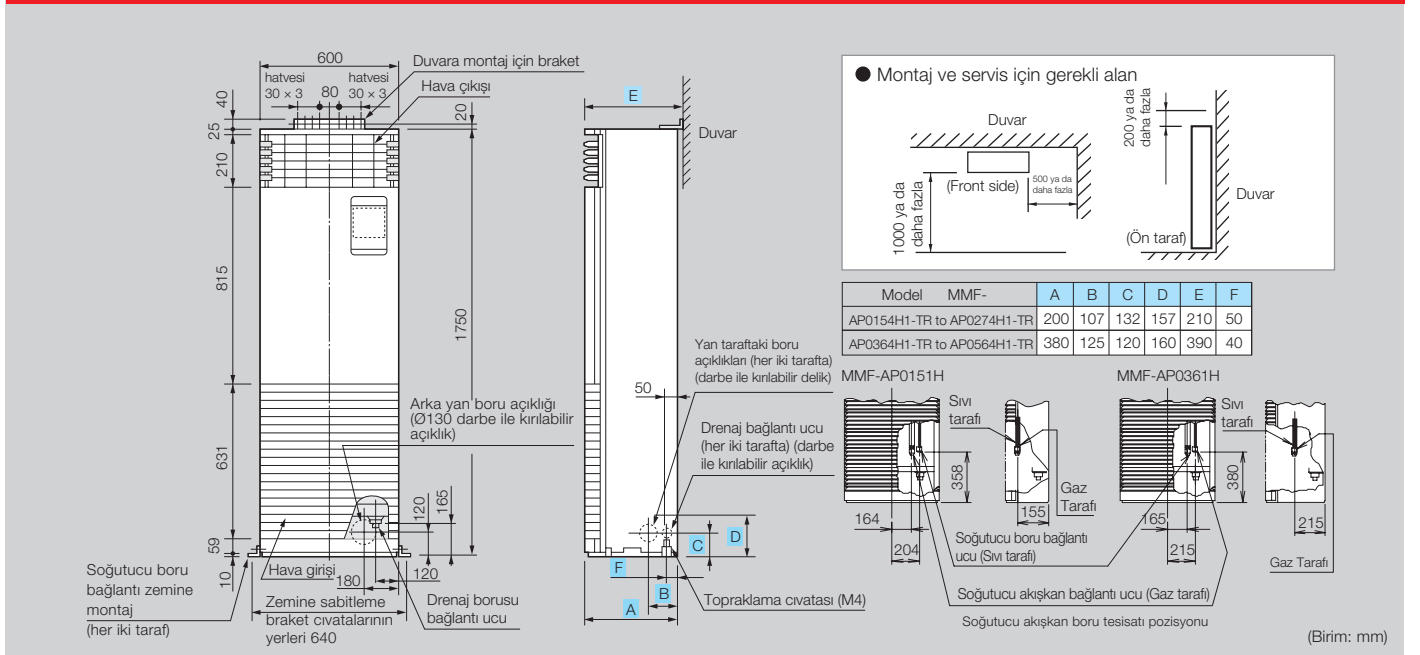 600
Duvara montaj için braket
hatvesi
30 × 3
80
hatvesi
30 × 3
Hava çıkışı
40
25
210
20
815
1750
631
59
10
Arka yan boru açıklığı
(Ø130 darbe ile kırılabilir
açıklık)
120
165
Hava girişi
180
120
Soğutucu boru
bağlantı zemine
montaj
(her iki taraf)
Zemine sabitleme
braket cıvatalarının
yerleri 640
Drenaj borusu
bağlantı ucu
E
Duvar
Yan taraftaki boru
açıklıkları (her iki tarafta)
(darbe ile kırılabilir delik)
50
Drenaj bağlantı ucu
(her iki tarafta) (darbe
ile kırılabilir açıklık)
D
C
F
B
A
Topraklama cıvatası (M4)
● Montaj ve servis için gerekli alan
Duvar
(Front side)
500 ya da
daha fazla
1000 ya da
daha fazla
200 ya da
daha fazla
Duvar
(Ön taraf)
Model MMF- A B C D E F
AP0154H1-TR to AP0274H1-TR 200 107 132 157 210 50
AP0364H1-TR to AP0564H1-TR 380 125 120 160 390 40
MMF-AP0151H
Sıvı
tarafı
358
Gaz
Tarafı
164
204
155
MMF-AP0361H
Sıvı
tarafı
380
165
215
215
Gaz Tarafı
Soğutucu boru bağlantı
ucu (Sıvı tarafı)
Soğutucu akışkan bağlantı ucu (Gaz tarafı)
Soğutucu akışkan boru tesisatı pozisyonu
(Birim: mm)